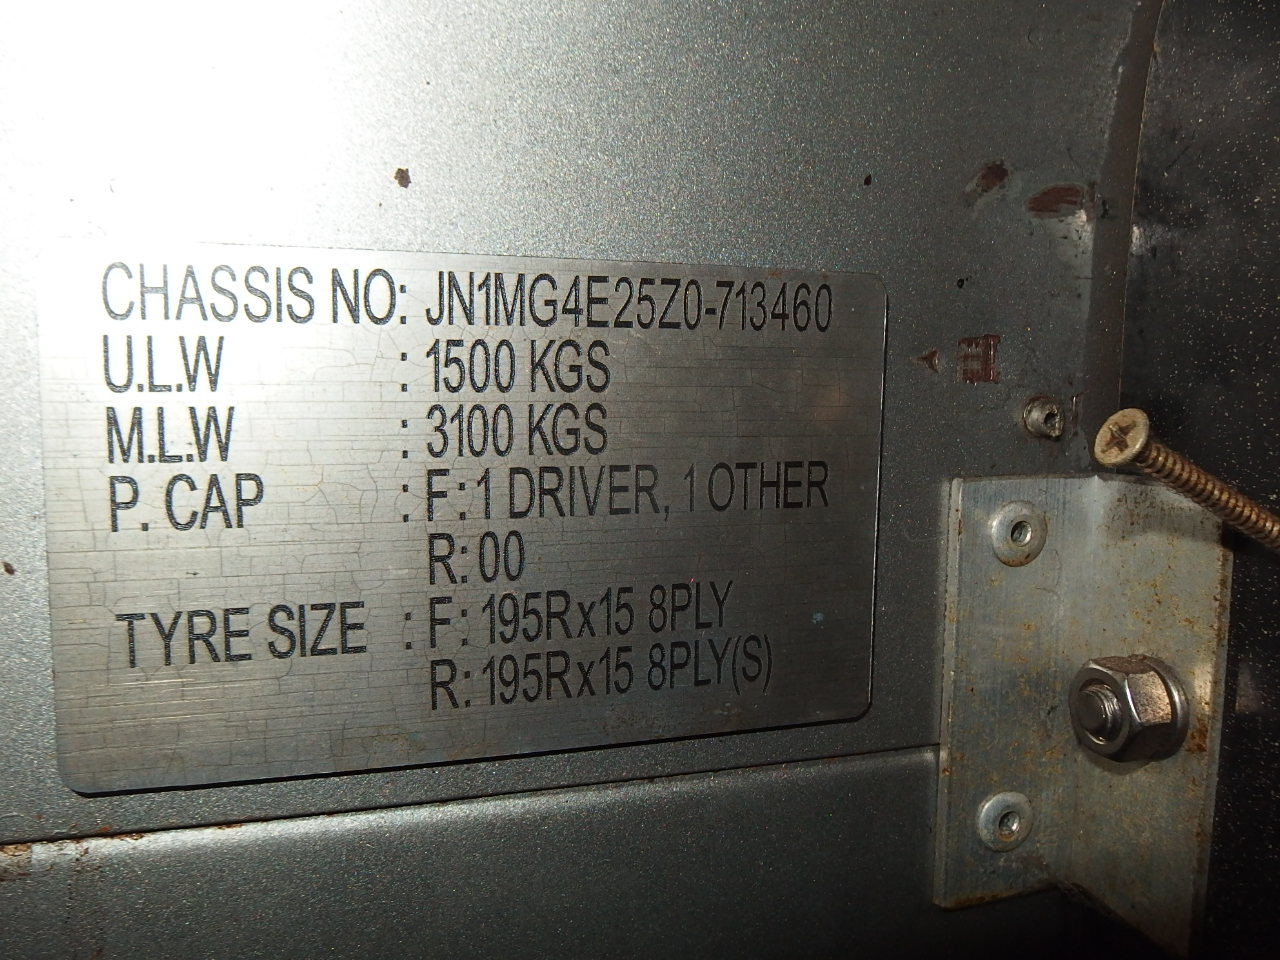 CHASSIS NO: JN1MG4E25Z0-713460
U.L.W : 1500 KGS
M.L.W : 3100 KGS
P. CAP : F: 1 DRIVER, 1 OTHER
R: 00
TYRE SIZE : F: 195Rx15 8PLY
R: 195Rx15 8PLY(S)